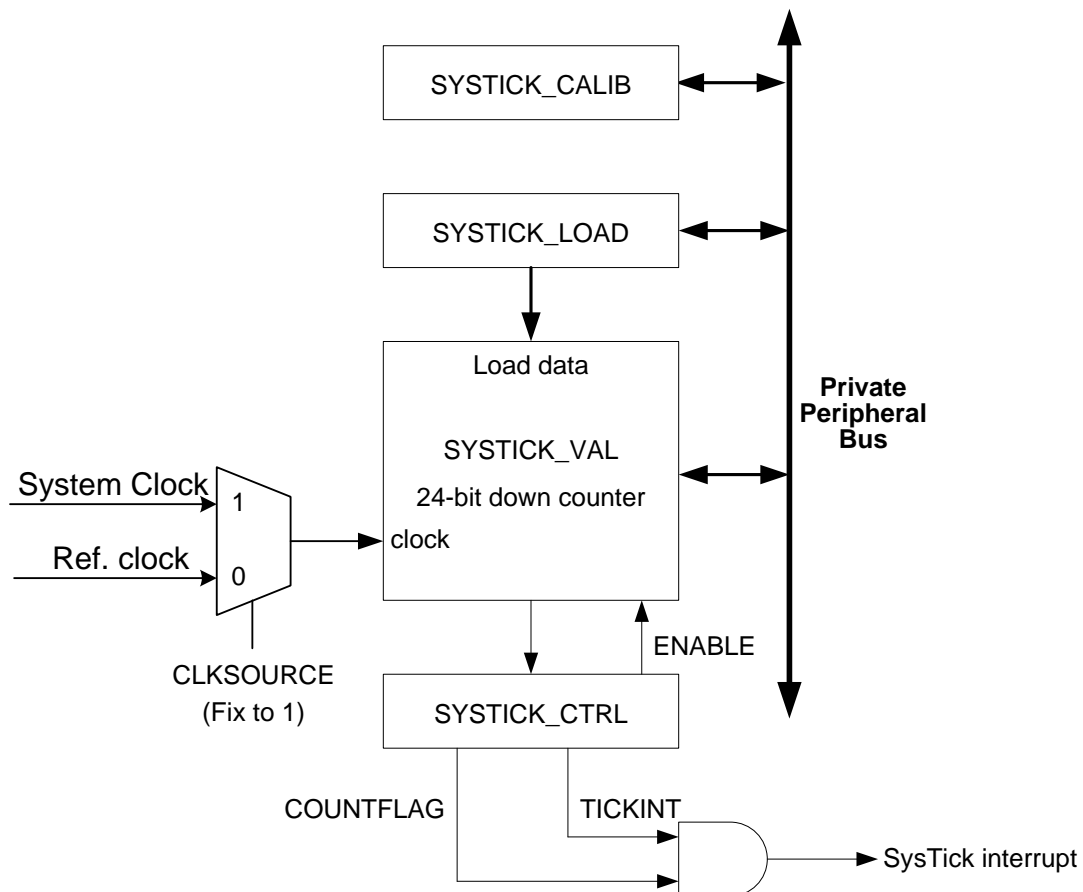 SYSTICK_CALIB
SYSTICK_LOAD
Load data
Private
Peripheral
Bus
SYSTICK_VAL
24-bit down counter
System Clock
1
clock
Ref. clock
0
ENABLE
CLKSOURCE
(Fix to 1)
SYSTICK_CTRL
COUNTFLAG
TICKINT
SysTick interrupt